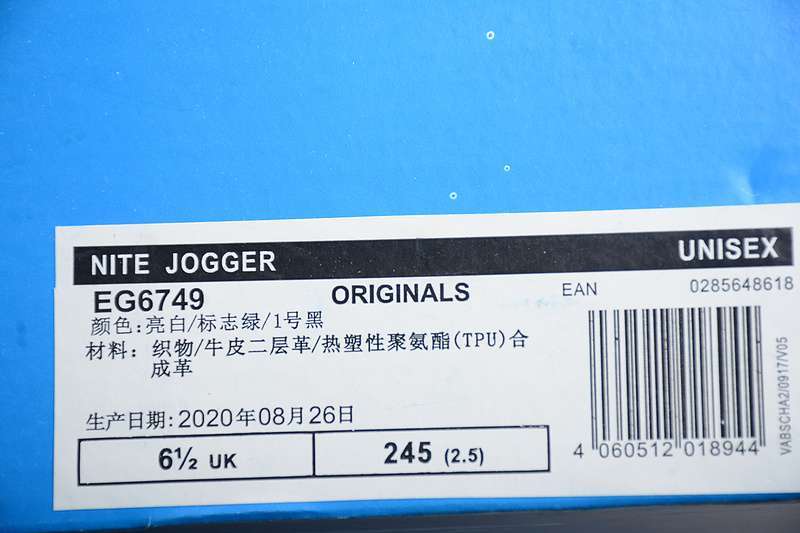 NITE JOGGER UNISEX
EG6749 ORIGINALS EAN 0285648618
颜色:亮白/标志绿/1号黑
材料: 织物/牛皮二层革/热塑性聚氨酯(TPU)合
成革
生产日期:2020年08月26日
6½ UK 245 (2.5)
4 060512 018944
VABSCHA2/0917/V05